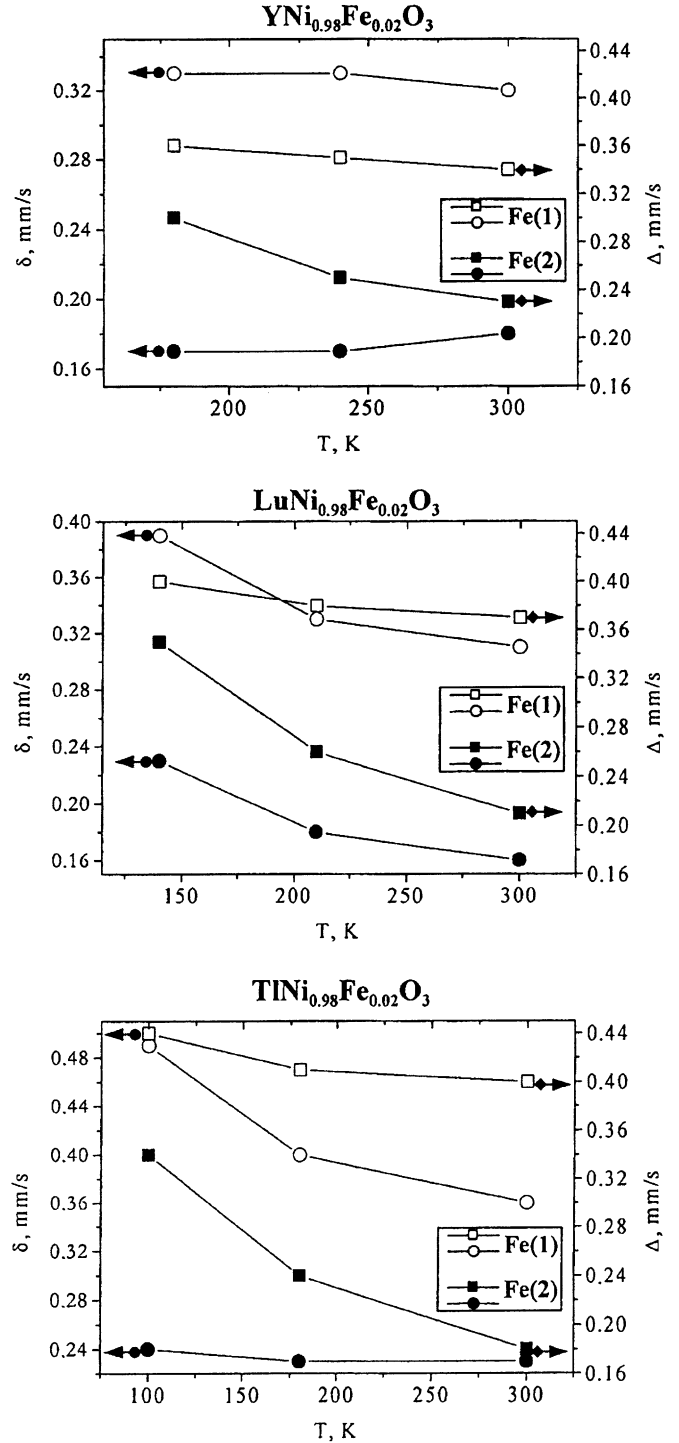 YNi0.98Fe0.02O3
0.44
0.32
0.40
0.36
0.28
0.32
Fe(1)
δ, mm/s
Δ, mm/s
0.24
Fe(2)
0.28
0.20
0.24
0.20
0.16
0.16
200 225 250 275 300
T, K
LuNi0.98Fe0.02O3
0.40
0.44
0.36
0.40
0.32
0.36
0.32
δ, mm/s
Δ, mm/s
0.28
Fe(1)
0.28
0.23
Fe(2)
0.24
0.20
0.20
0.16
0.16
150 200 250 300
T, K
TlNi0.98Fe0.02O3
0.44
0.48
0.40
0.44
0.36
0.40
0.32
δ, mm/s
Δ, mm/s
0.36
0.28
Fe(1)
0.32
0.24
Fe(2)
0.28
0.20
0.24
0.16
100 150 200 250 300
T, K